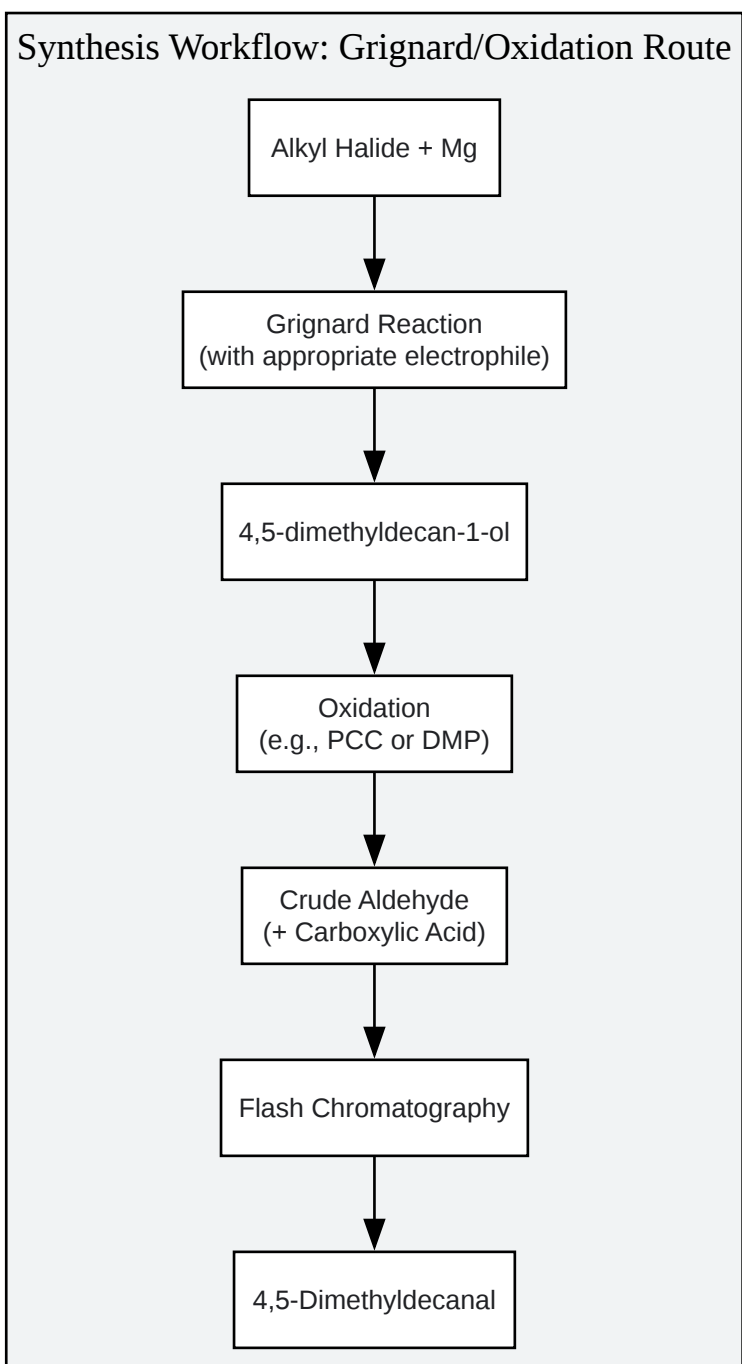 Synthesis Workflow: Grignard/Oxidation Route
Alkyl Halide + Mg
Grignard Reaction
(with appropriate electrophile)
4,5-dimethyldecan-1-ol
Oxidation
(e.g., PCC or DMP)
Crude Aldehyde
(+ Carboxylic Acid)
Flash Chromatography
4,5-Dimethyldecanal